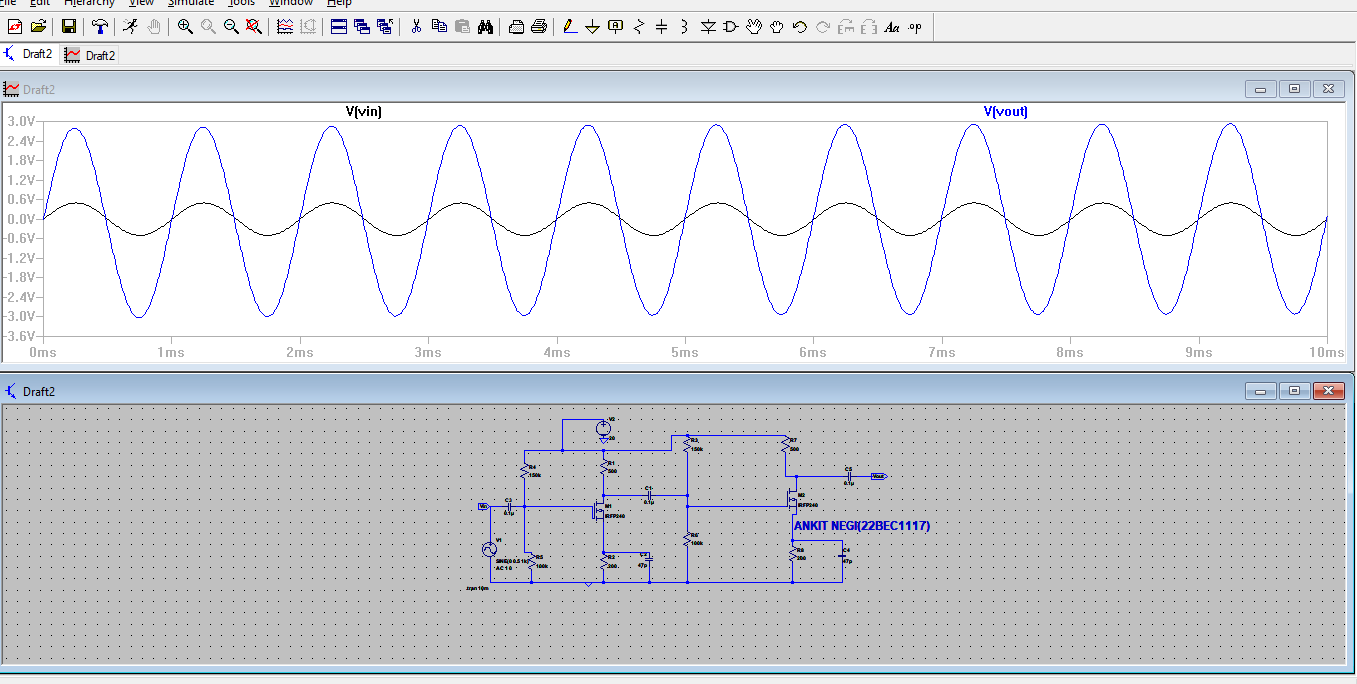 File Edit Hierarchy View Simulate Tools Window Help
Draft2 Draft2
Draft2
V(vin) V(vout)
3.0V
2.4V
1.8V
1.2V
0.6V
0.0V
-0.6V
-1.2V
-1.8V
-2.4V
-3.0V
-3.6V
0ms 1ms 2ms 3ms 4ms 5ms 6ms 7ms 8ms 9ms 10ms
Draft2
V2
20
R4
150k
R1
500
R3
150k
R7
500
C3
0.1µ
Vin
M1
IRFP240
C1
0.1µ
C5
0.1µ
Vout
M2
IRFP240
ANKIT NEGI(22BEC1117)
V1
SINE(0 0.5 1k)
AC 1 0
R5
100k
R2
200
47p
R6
100k
200
C4
47p
.tran 10m